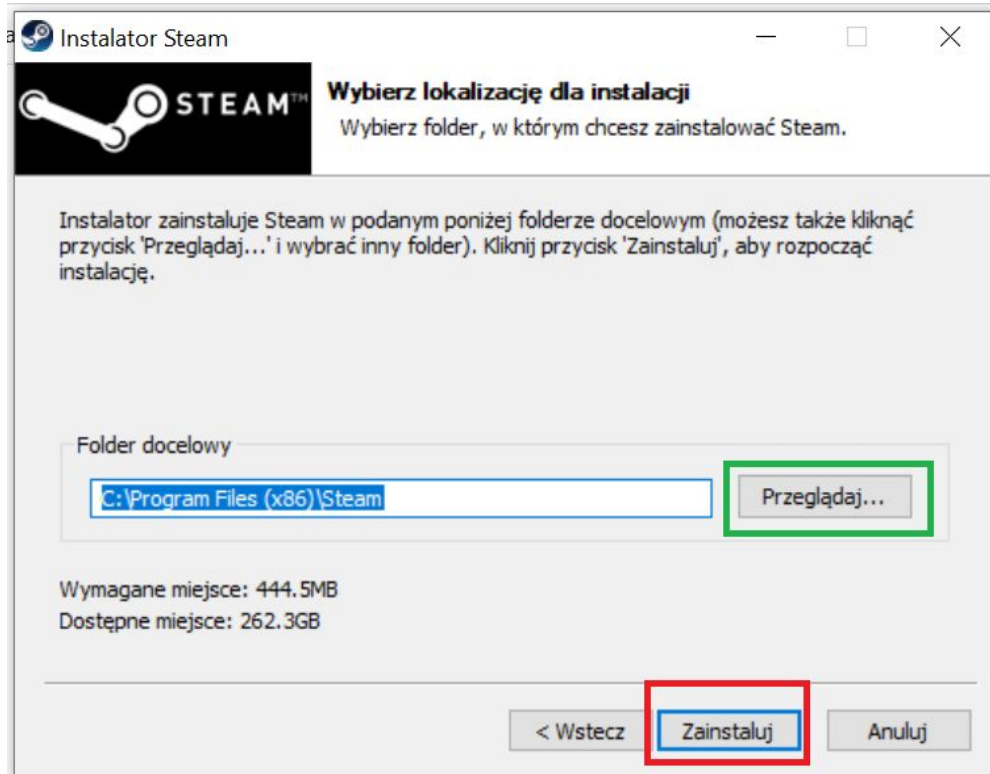 Instalator Steam
STEAM™
Wybierz lokalizację dla instalacji
Wybierz folder, w którym chcesz zainstalować Steam.
Instalator zainstaluje Steam w podanym poniżej folderze docelowym (możesz także kliknąć
przycisk 'Przeglądaj...' i wybrać inny folder). Kliknij przycisk 'Zainstaluj', aby rozpocząć
instalację.
Folder docelowy
C:\Program Files (x86)\Steam
Przeglądaj...
Wymagane miejsce: 444.5MB
Dostępne miejsce: 262.3GB
< Wstecz
Zainstaluj
Anuluj